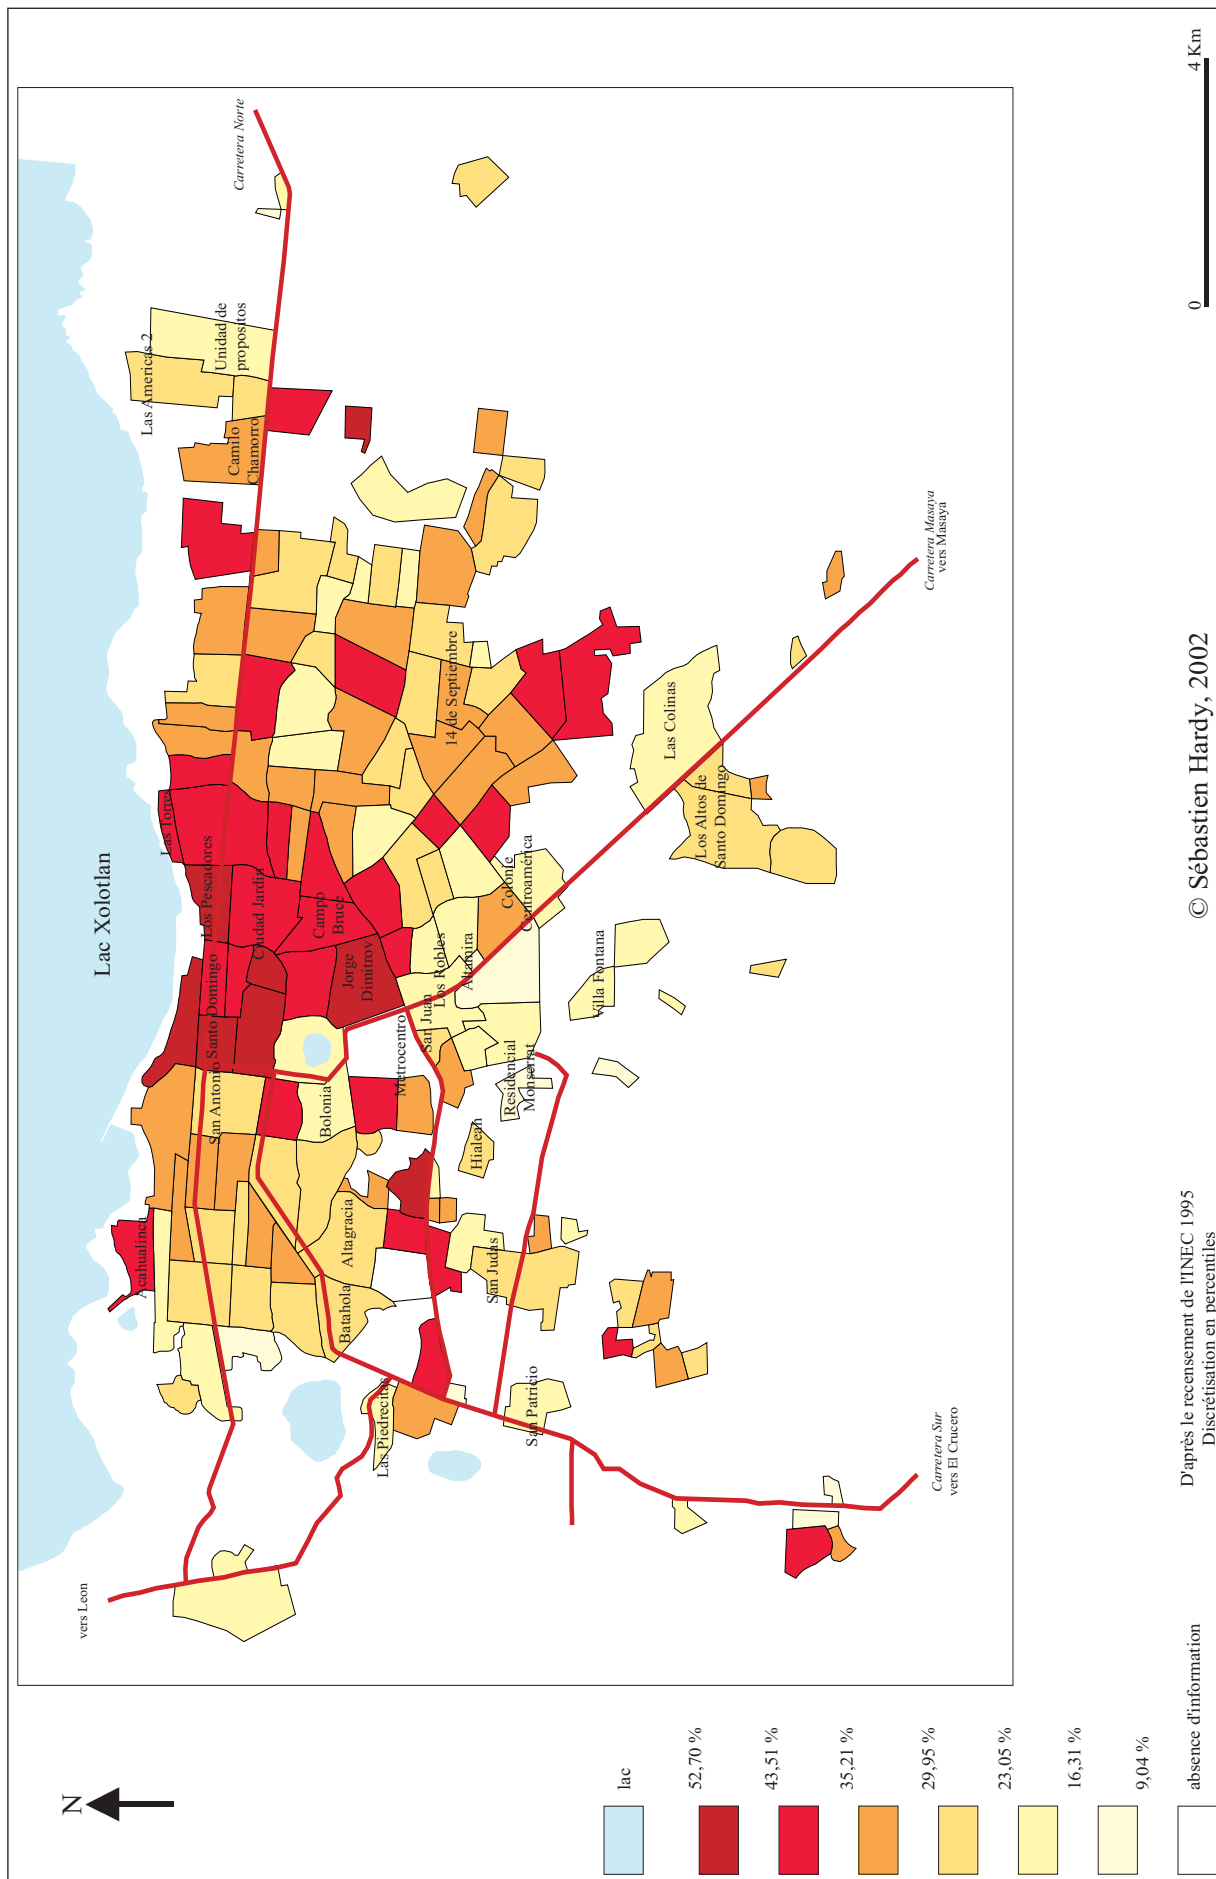 N
vers Leon
Lac Xolotlan
Carretera Norte
Las Americas 2
Unidad de
propositos
Camilo
Chamorro
Las Torres
Los Pescadores
Ciudad Jardin
Campo
Bruce
Santo Domingo
San Antonio
Jorge
Dimitrov
Acahualinca
Bolonia
Metrocentro
San Juan
Los Robles
Altamira
14 de Septiembre
Colonie
Centroamérica
Las Colinas
Los Altos de
Santo Domingo
Villa Fontana
Residencial
Monserrat
Hialeah
Altagracia
Batahola
San Judas
Las Piedrecitas
San Patricio
Carretera Masaya
vers Masaya
Carretera Sur
vers El Crucero
lac
52,70 %
43,51 %
35,21 %
29,95 %
23,05 %
16,31 %
9,04 %
absence d'information
D'après le recensement de l'INEC 1995
Discrétisation en percentiles
© Sébastien Hardy, 2002
0
4 Km